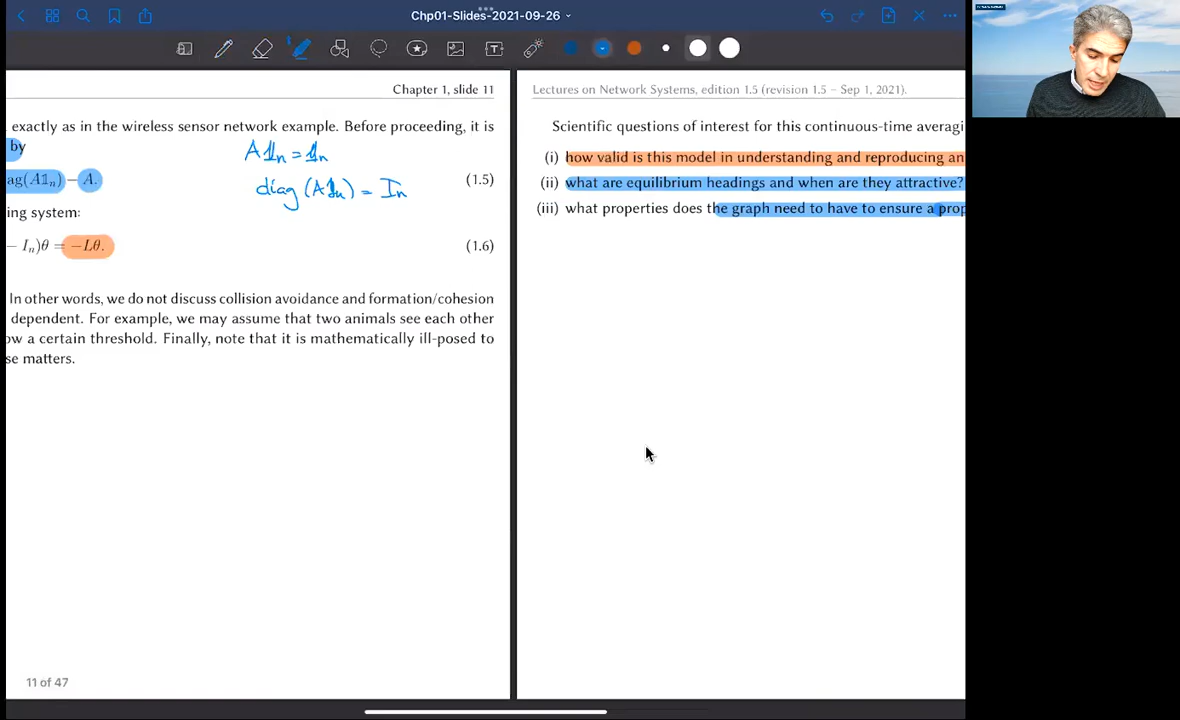 Chp01-Slides-2021-09-26
Chapter 1, slide 11
exactly as in the wireless sensor network example. Before proceeding, it is
by
A𝟙ₙ = 𝟙ₙ
ag(A𝟙ₙ) − A. (1.5)
diag (A𝟙ₙ) = Iₙ
ing system:
− Iₙ)θ = −Lθ. (1.6)
In other words, we do not discuss collision avoidance and formation/cohesion
dependent. For example, we may assume that two animals see each other
ow a certain threshold. Finally, note that it is mathematically ill-posed to
se matters.
11 of 47
Lectures on Network Systems, edition 1.5 (revision 1.5 – Sep 1, 2021).
Scientific questions of interest for this continuous-time averagi
(i) how valid is this model in understanding and reproducing an
(ii) what are equilibrium headings and when are they attractive?
(iii) what properties does the graph need to have to ensure a prop